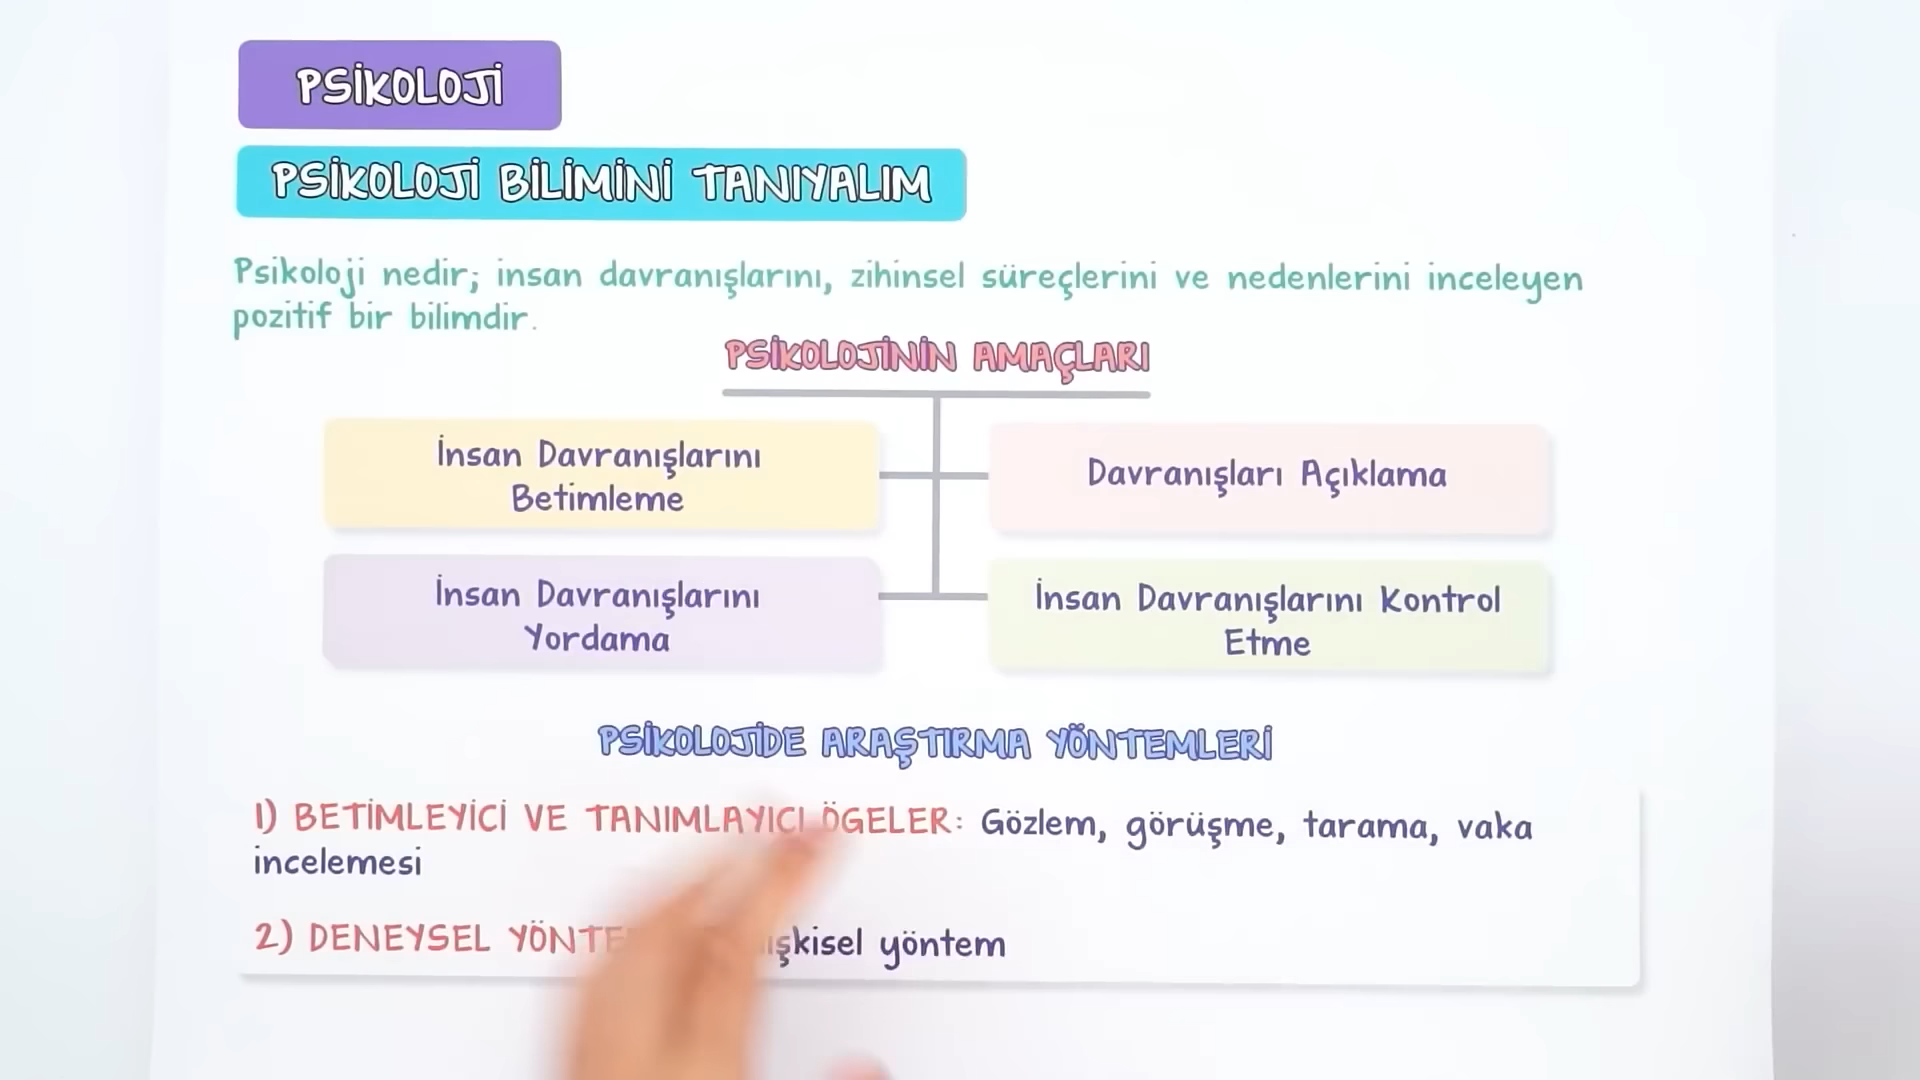 PSİKOLOJİ
PSİKOLOJİ BİLİMİNİ TANIYALIM
Psikoloji nedir; insan davranışlarını, zihinsel süreçlerini ve nedenlerini inceleyen
pozitif bir bilimdir.
PSİKOLOJİNİN AMAÇLARI
İnsan Davranışlarını
Betimleme
Davranışları Açıklama
İnsan Davranışlarını
Yordama
İnsan Davranışlarını Kontrol
Etme
PSİKOLOJİDE ARAŞTIRMA YÖNTEMLERİ
1) BETİMLEYİCİ VE TANIMLAYICI ÖGELER: Gözlem, görüşme, tarama, vaka
incelemesi
2) DENEYSEL yöntem